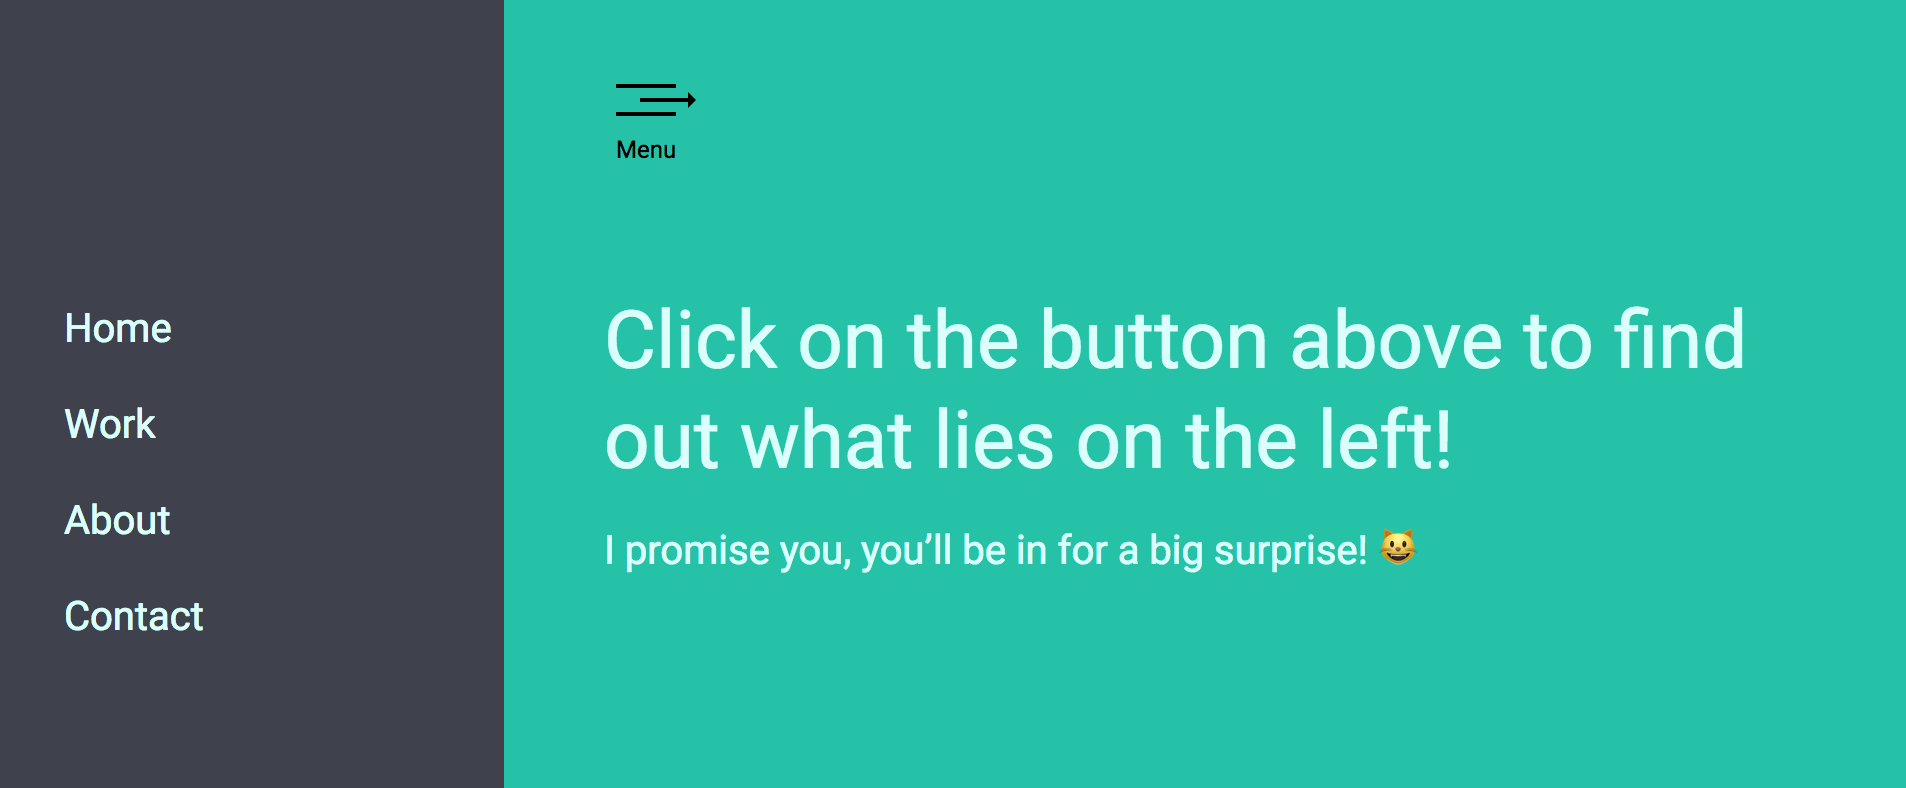 Home
Work
About
Contact
Menu
Click on the button above to find
out what lies on the left!
I promise you, you’ll be in for a big surprise! 😺